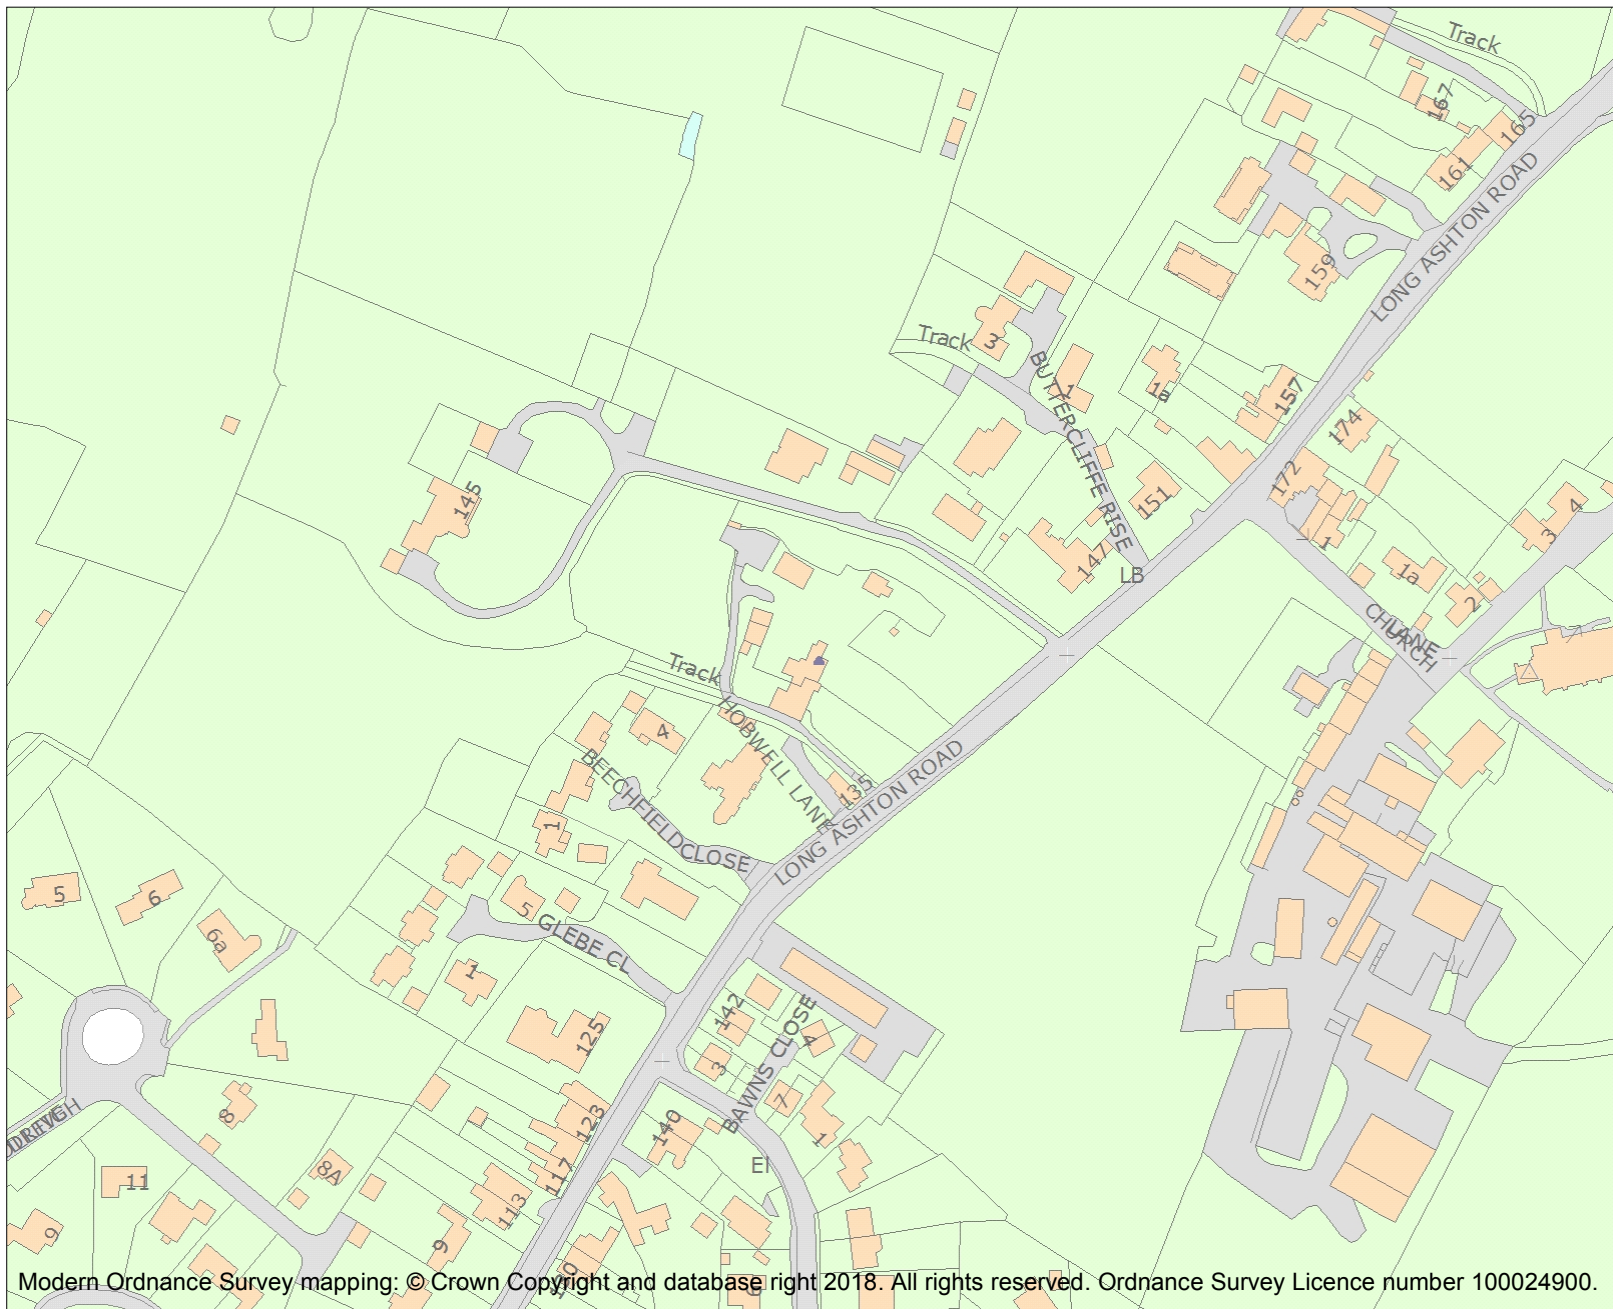 Track
167
165
161
LONG ASHTON ROAD
159
Track
3
BUTTERCLIFFE RISE
1
1a
157
174
172
145
151
147
LB
1
1a
3
4
2
CHURCH
LANE
Track
4
HOBWELL LANE
135
LONG ASHTON ROAD
BEECHFIELD CLOSE
1
5
6
6a
5
GLEBE CL
1
125
142
3
4
BAWNS CLOSE
7
1
140
El
123
117
113
8
8A
11
9
9
130
6
Modern Ordnance Survey mapping: © Crown Copyright and database right 2018. All rights reserved. Ordnance Survey Licence number 100024900.